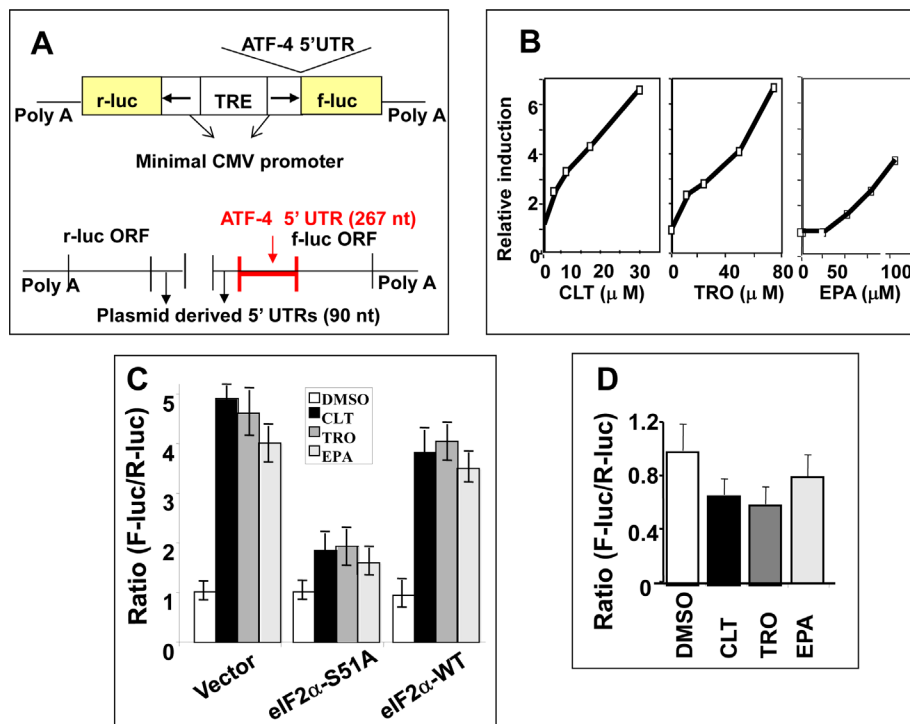 A
ATF-4 5'UTR
r-luc
TRE
f-luc
Poly A
Poly A
Minimal CMV promoter
ATF-4 5' UTR (267 nt)
r-luc ORF
f-luc ORF
Poly A
Poly A
Plasmid derived 5' UTRs (90 nt)
B
Relative induction
6
4
2
0
0 10 20 30
CLT (μ M)
0 40 80
TRO (μ M)
0 50 100
EPA (μM)
C
Ratio (F-luc/R-luc)
5
4
3
2
1
0
DMSO
CLT
TRO
EPA
Vector
eIF2α-S51A
eIF2α-WT
D
Ratio (F-luc/R-luc)
1.2
0.8
0.4
0
DMSO
CLT
TRO
EPA